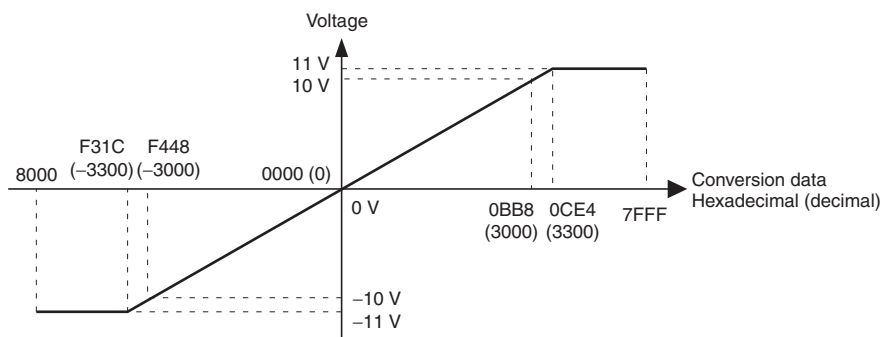 Voltage
11 V
10 V
F31C
(−3300)
F448
(−3000)
8000
0000 (0)
Conversion data
Hexadecimal (decimal)
0 V
0BB8
(3000)
0CE4
(3300)
7FFF
−10 V
−11 V